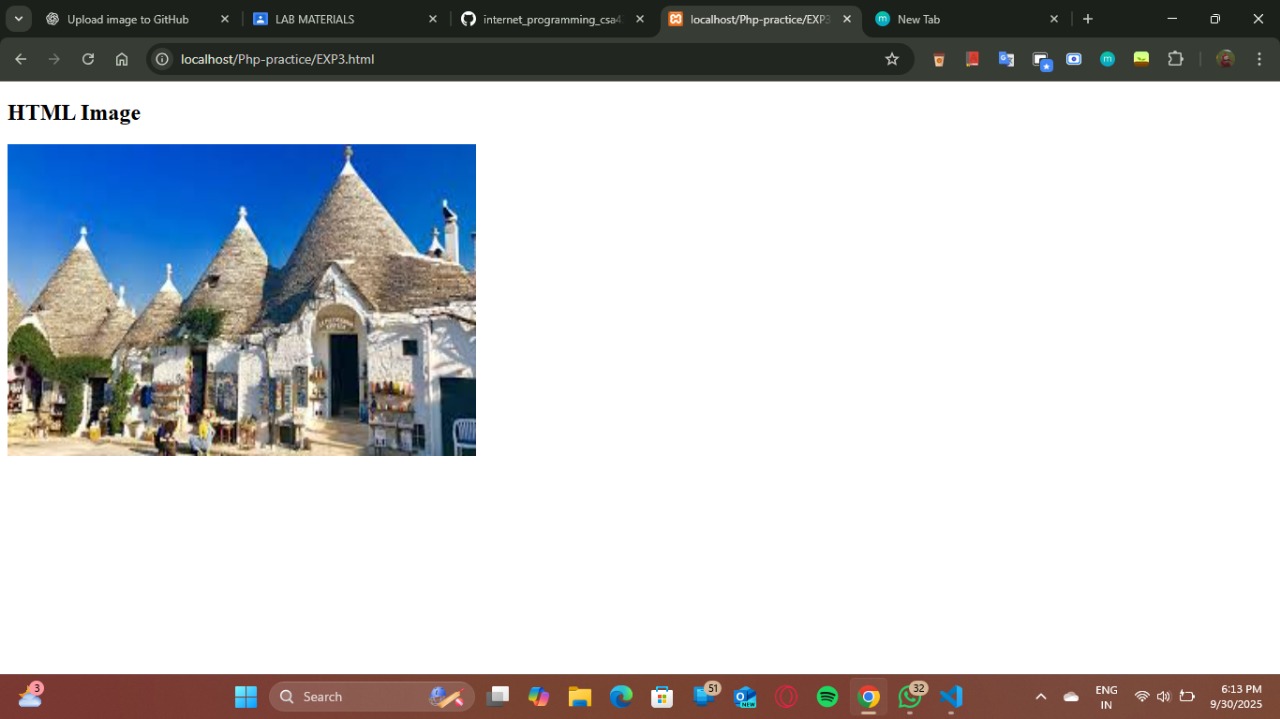 Upload image to GitHub
LAB MATERIALS
internet_programming_csa4
localhost/Php-practice/EXP3
New Tab
localhost/Php-practice/EXP3.html
HTML Image
3
Search
51
NEW
32
ENG
IN
6:13 PM
9/30/2025